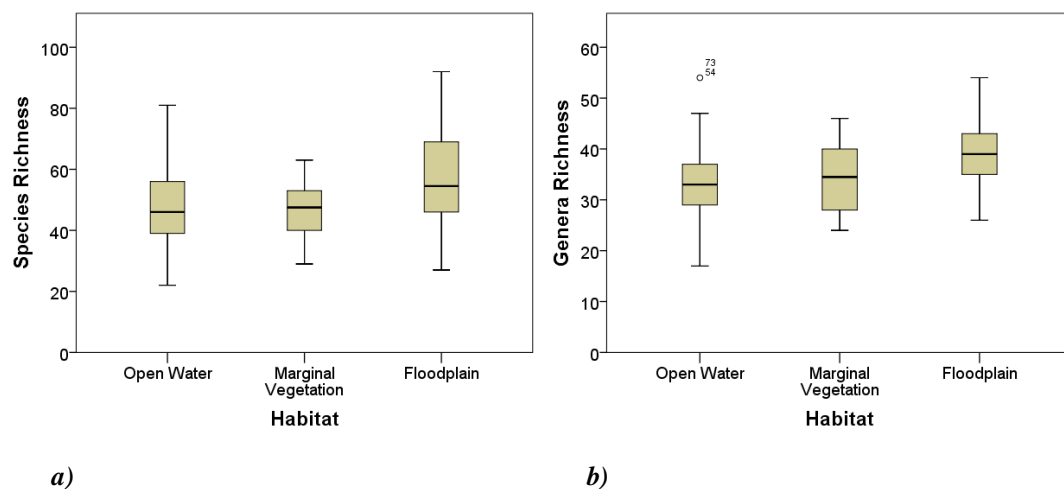 Species Richness
100
80
60
40
20
0
Open Water
Marginal
Vegetation
Floodplain
Habitat
a)
Genera Richness
60
50
40
30
20
10
0
73
54
Open Water
Marginal
Vegetation
Floodplain
Habitat
b)